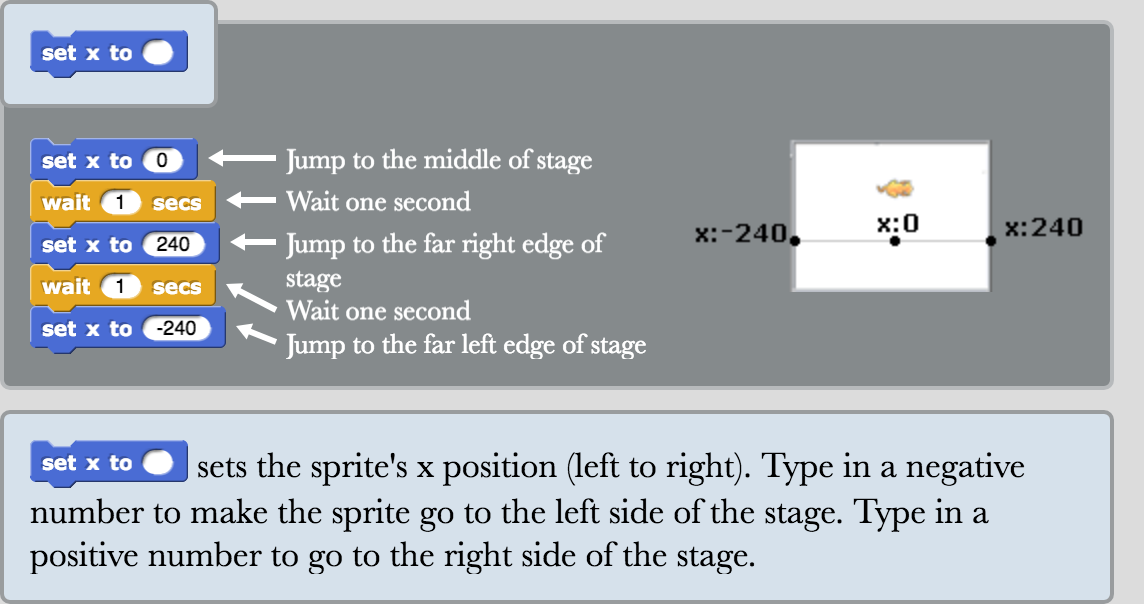 set x to
set x to 0
Jump to the middle of stage
wait 1 secs
Wait one second
set x to 240
Jump to the far right edge of
stage
wait 1 secs
Wait one second
set x to -240
Jump to the far left edge of stage
x:0
x:-240
x:240
set x to sets the sprite's x position (left to right). Type in a negative
number to make the sprite go to the left side of the stage. Type in a
positive number to go to the right side of the stage.